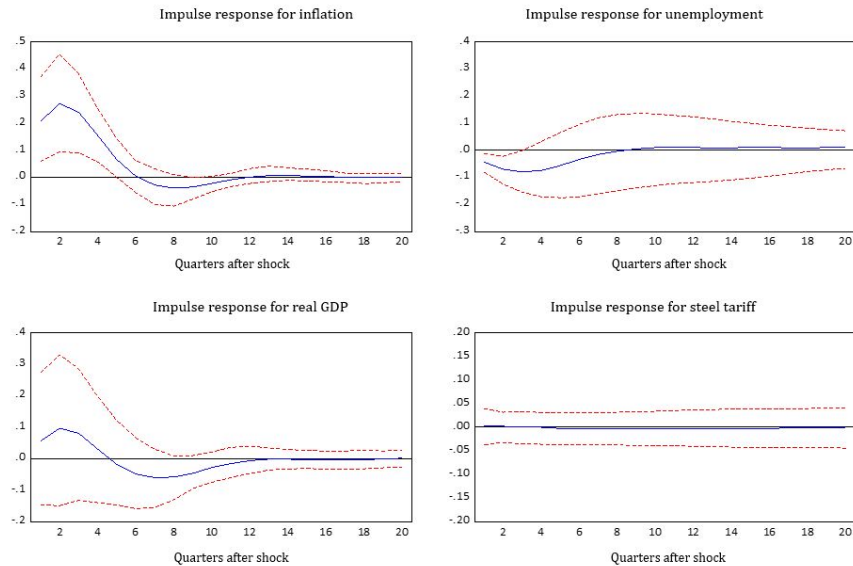 Impulse response for inflation
.5
.4
.3
.2
.1
.0
-.1
-.2
2 4 6 8 10 12 14 16 18 20
Quarters after shock
Impulse response for unemployment
.4
.3
.2
.1
.0
-.1
-.2
-.3
2 4 6 8 10 12 14 16 18 20
Quarters after shock
Impulse response for real GDP
.4
.3
.2
.1
.0
-.1
-.2
2 4 6 8 10 12 14 16 18 20
Quarters after shock
Impulse response for steel tariff
.20
.15
.10
.05
.00
-.05
-.10
-.15
-.20
2 4 6 8 10 12 14 16 18 20
Quarters after shock